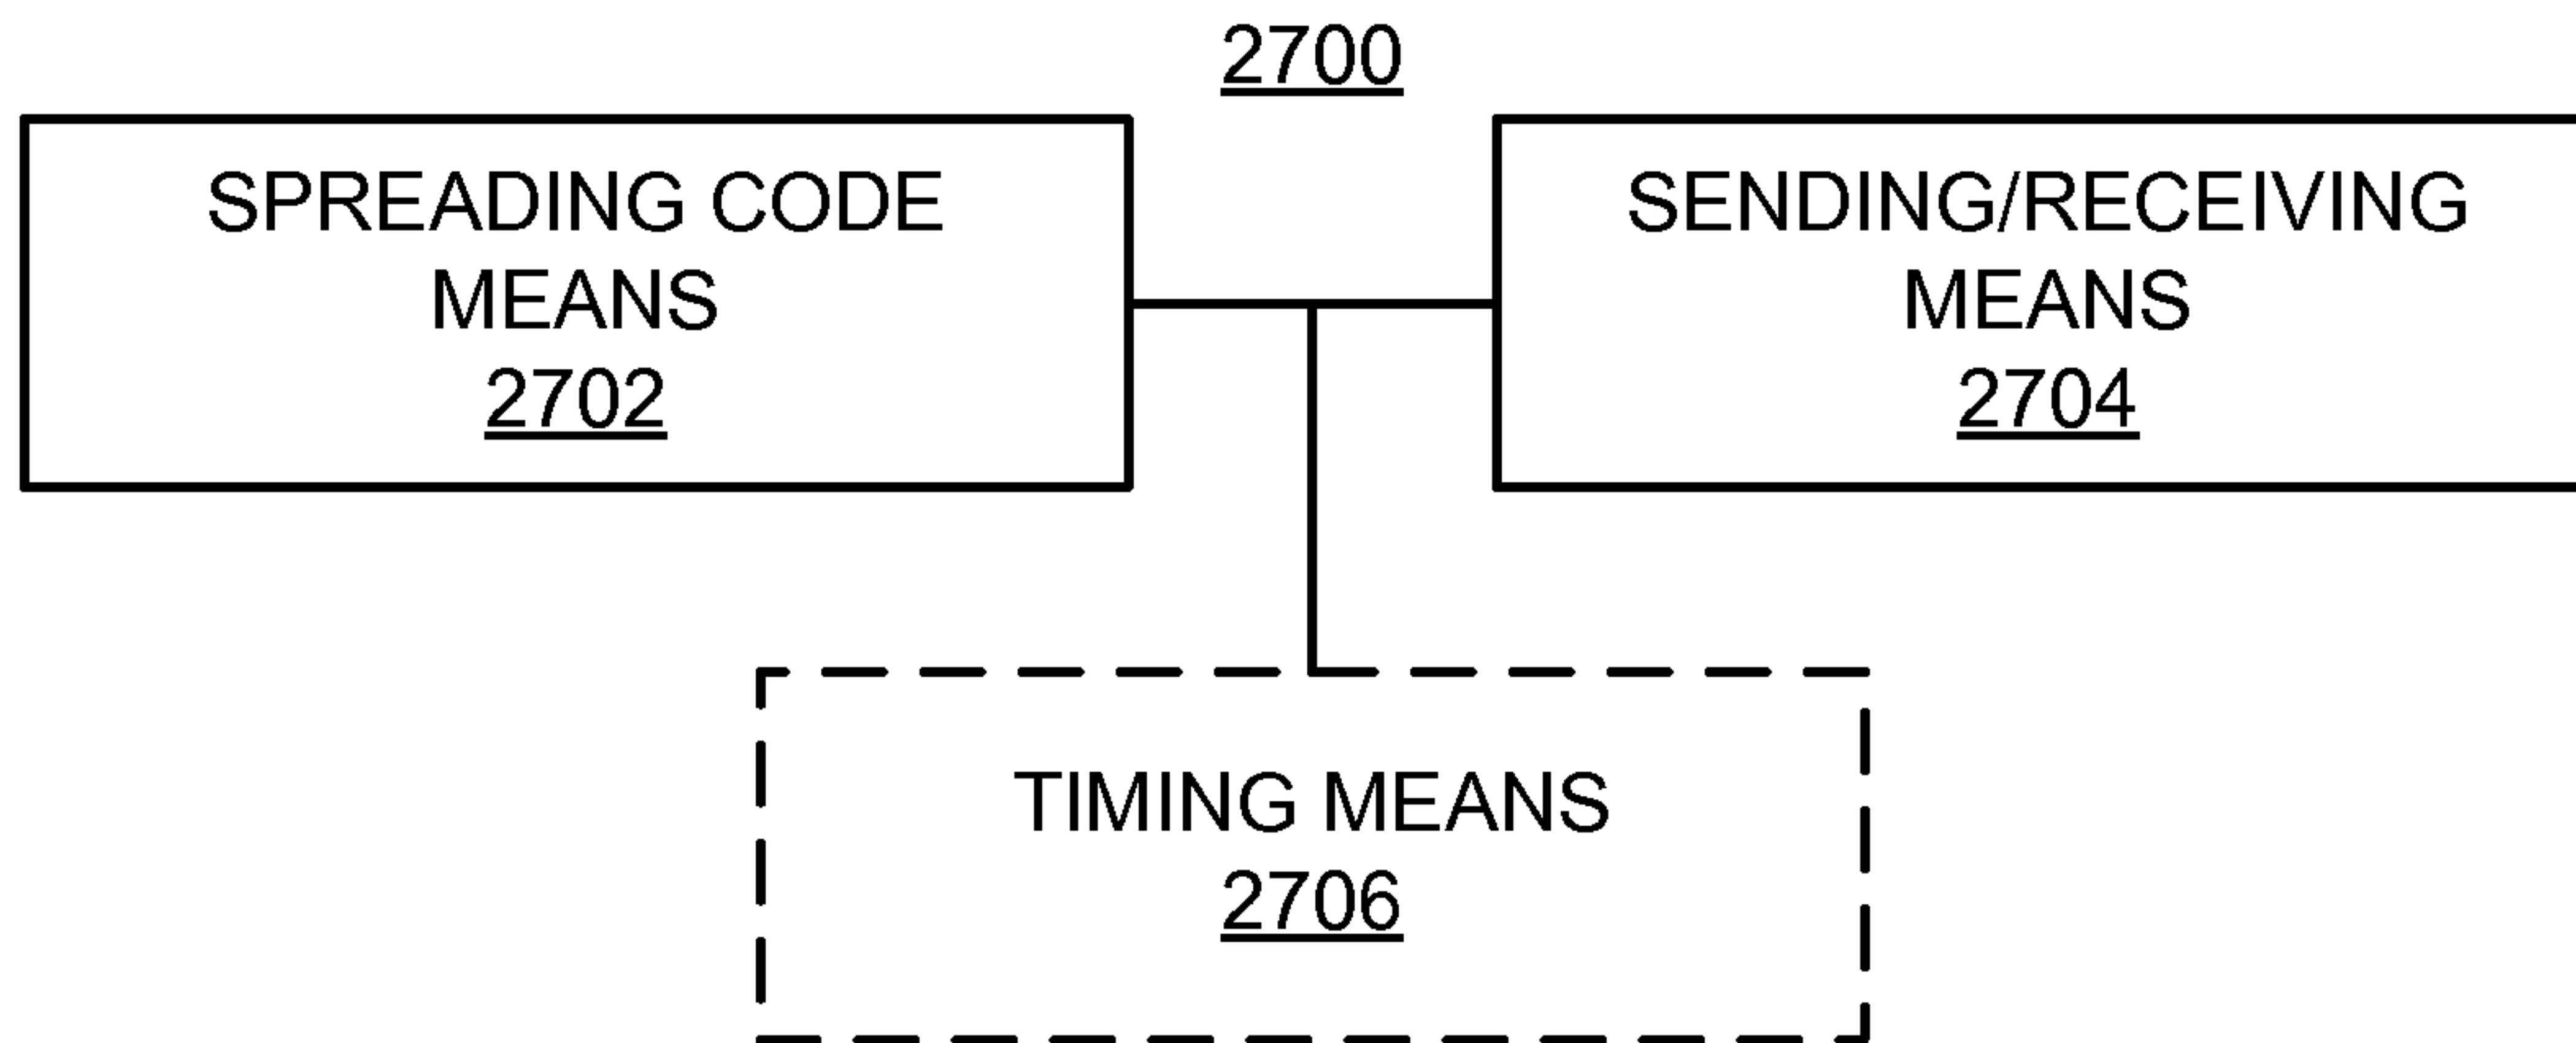 2700
SPREADING CODE
MEANS
2702
SENDING/RECEIVING
MEANS
2704
TIMING MEANS
2706